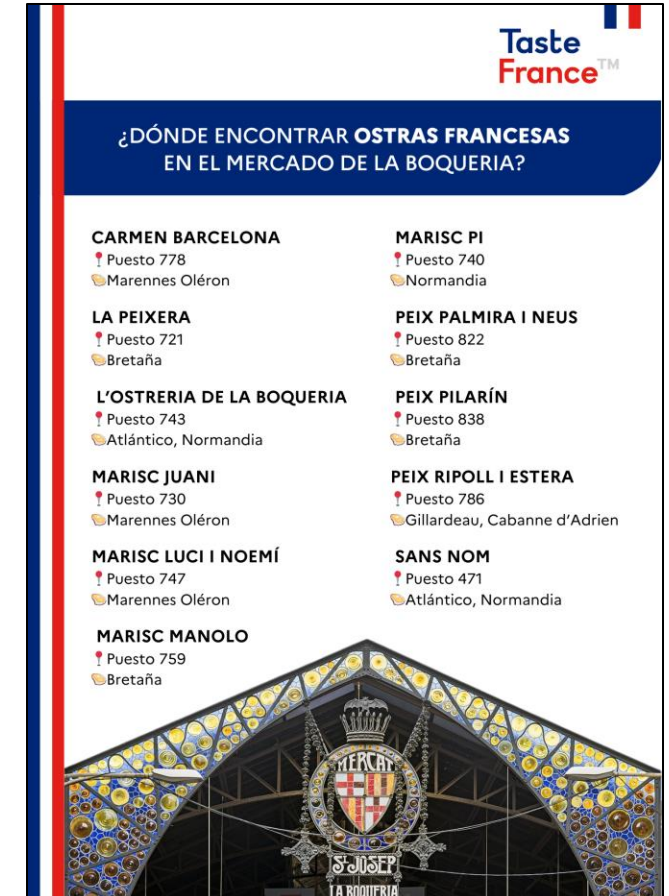 Taste
France™
¿DÓNDE ENCONTRAR OSTRAS FRANCESAS
EN EL MERCADO DE LA BOQUERIA?
CARMEN BARCELONA
Puesto 778
Marennes Oléron
LA PEIXERA
Puesto 721
Bretaña
L'OSTRERIA DE LA BOQUERIA
Puesto 743
Atlántico, Normandia
MARISC JUANI
Puesto 730
Marennes Oléron
MARISC LUCI I NOEMÍ
Puesto 747
Marennes Oléron
MARISC MANOLO
Puesto 759
Bretaña
MARISC PI
Puesto 740
Normandia
PEIX PALMIRA I NEUS
Puesto 822
Bretaña
PEIX PILARÍN
Puesto 838
Bretaña
PEIX RIPOLL I ESTERA
Puesto 786
Gillardeau, Cabanne d'Adrien
SANS NOM
Puesto 471
Atlántico, Normandia
MERCAT
ST JOSEP
LA BOQUERIA